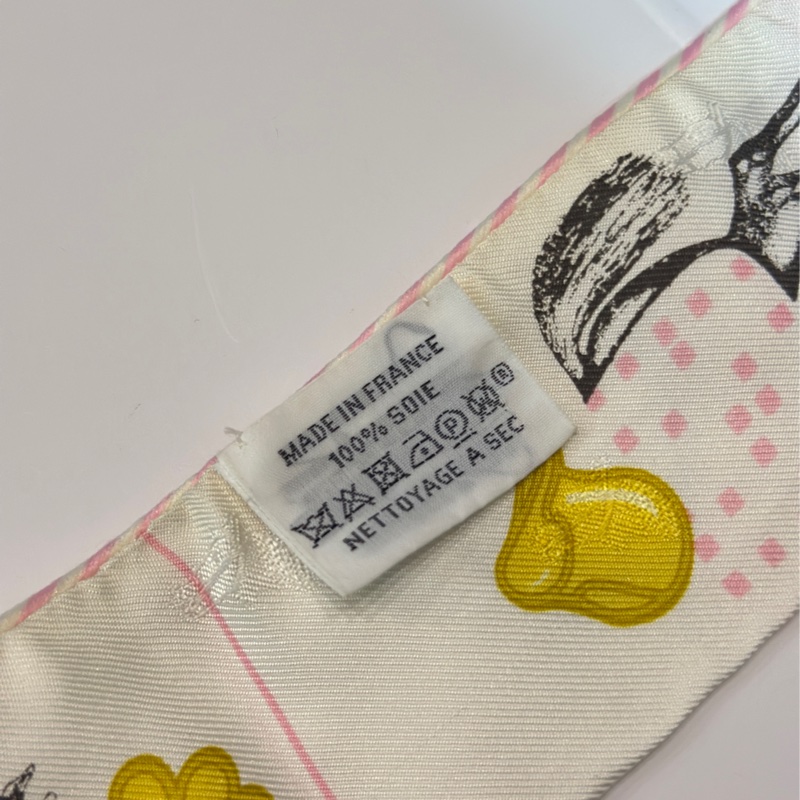 MADE IN FRANCE
100% SOIE
P W ®
NETTOYAGE A SEC